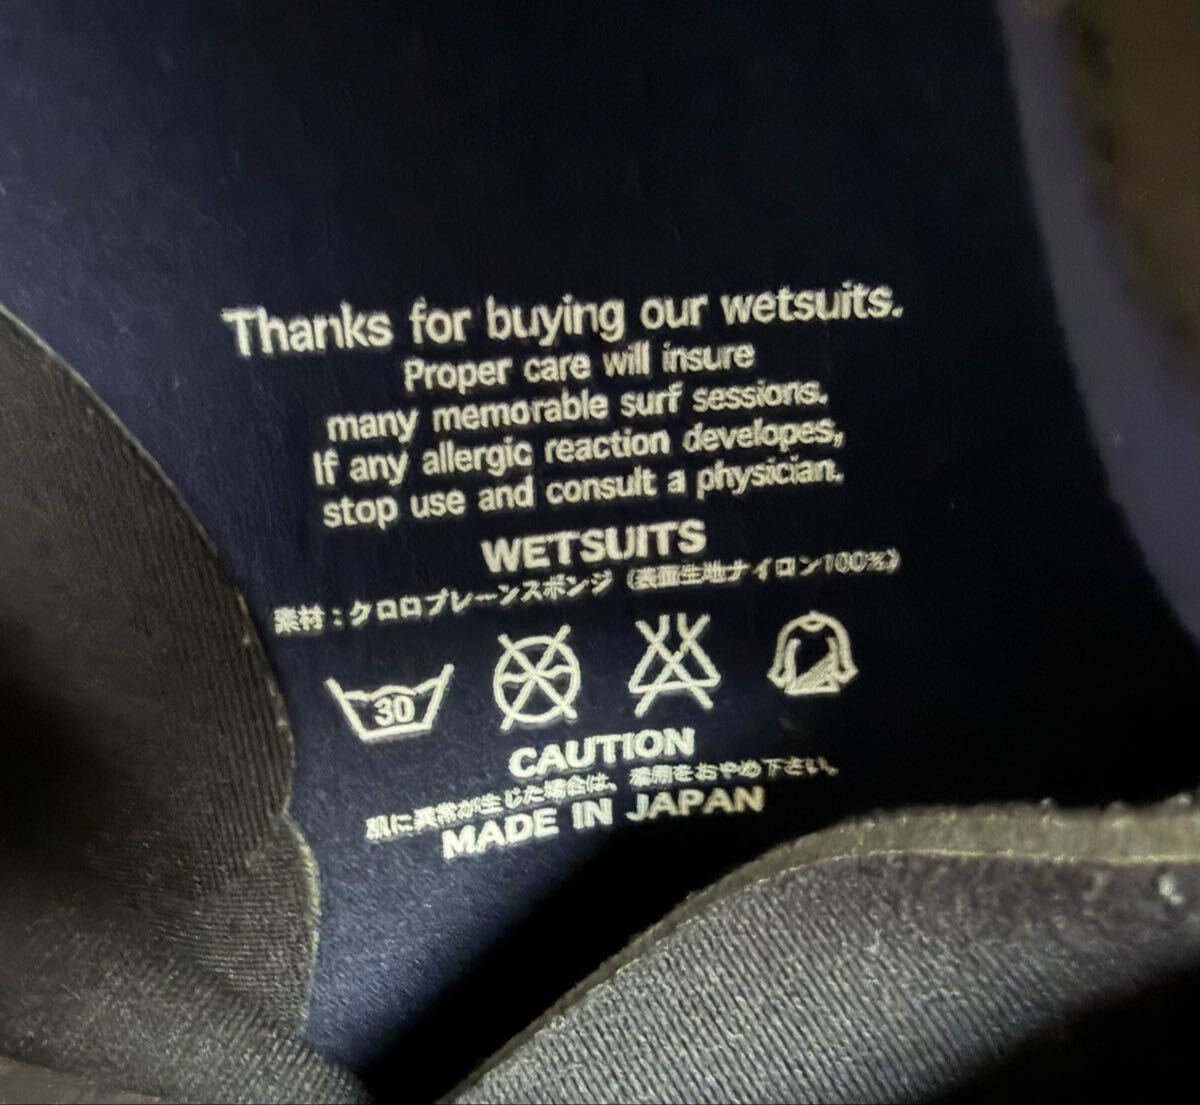 Thanks for buying our wetsuits.
Proper care will insure
many memorable surf sessions.
If any allergic reaction developes,
stop use and consult a physician.
WETSUITS
素材：クロロプレーンスポンジ（表面生地ナイロン100%）
30
CAUTION
肌に異常が生じた場合は、着用をおやめ下さい。
MADE IN JAPAN